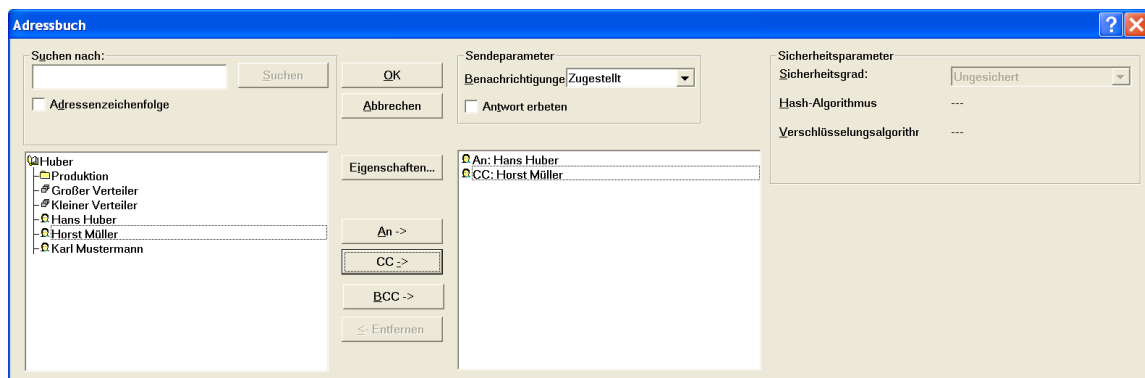 Adressbuch
Suchen nach:
Suchen
Adressenzeichenfolge
OK
Abbrechen
Sendeparameter
Benachrichtigunge Zugestellt
Antwort erbeten
Sicherheitsparameter
Sicherheitsgrad: Ungesichert
Hash-Algorithmus ---
Verschlüsselungsalgorithr ---
Huber
Produktion
Großer Verteiler
Kleiner Verteiler
Hans Huber
Horst Müller
Karl Mustermann
Eigenschaften...
An ->
CC ->
BCC ->
<- Entfernen
An: Hans Huber
CC: Horst Müller